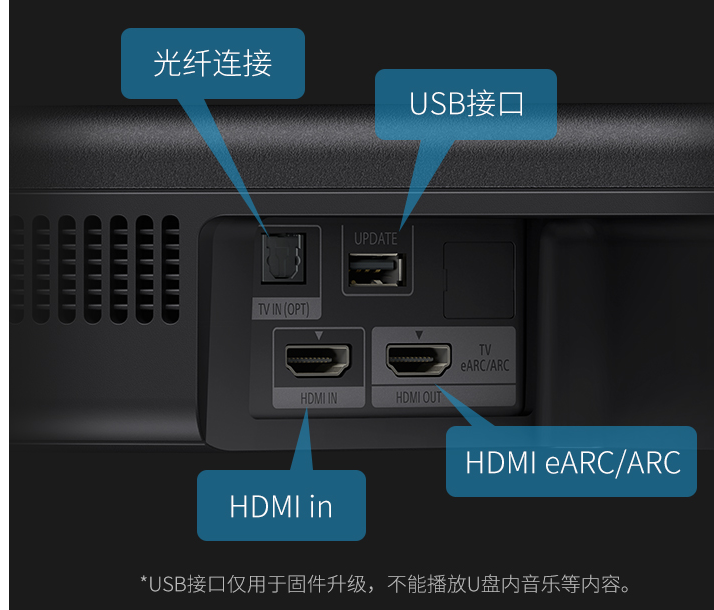 光纤连接
USB接口
UPDATE
TV IN (OPT)
TV
eARC/ARC
HDMI IN
HDMI OUT
HDMI eARC/ARC
HDMI in
*USB接口仅用于固件升级，不能播放U盘内音乐等内容。